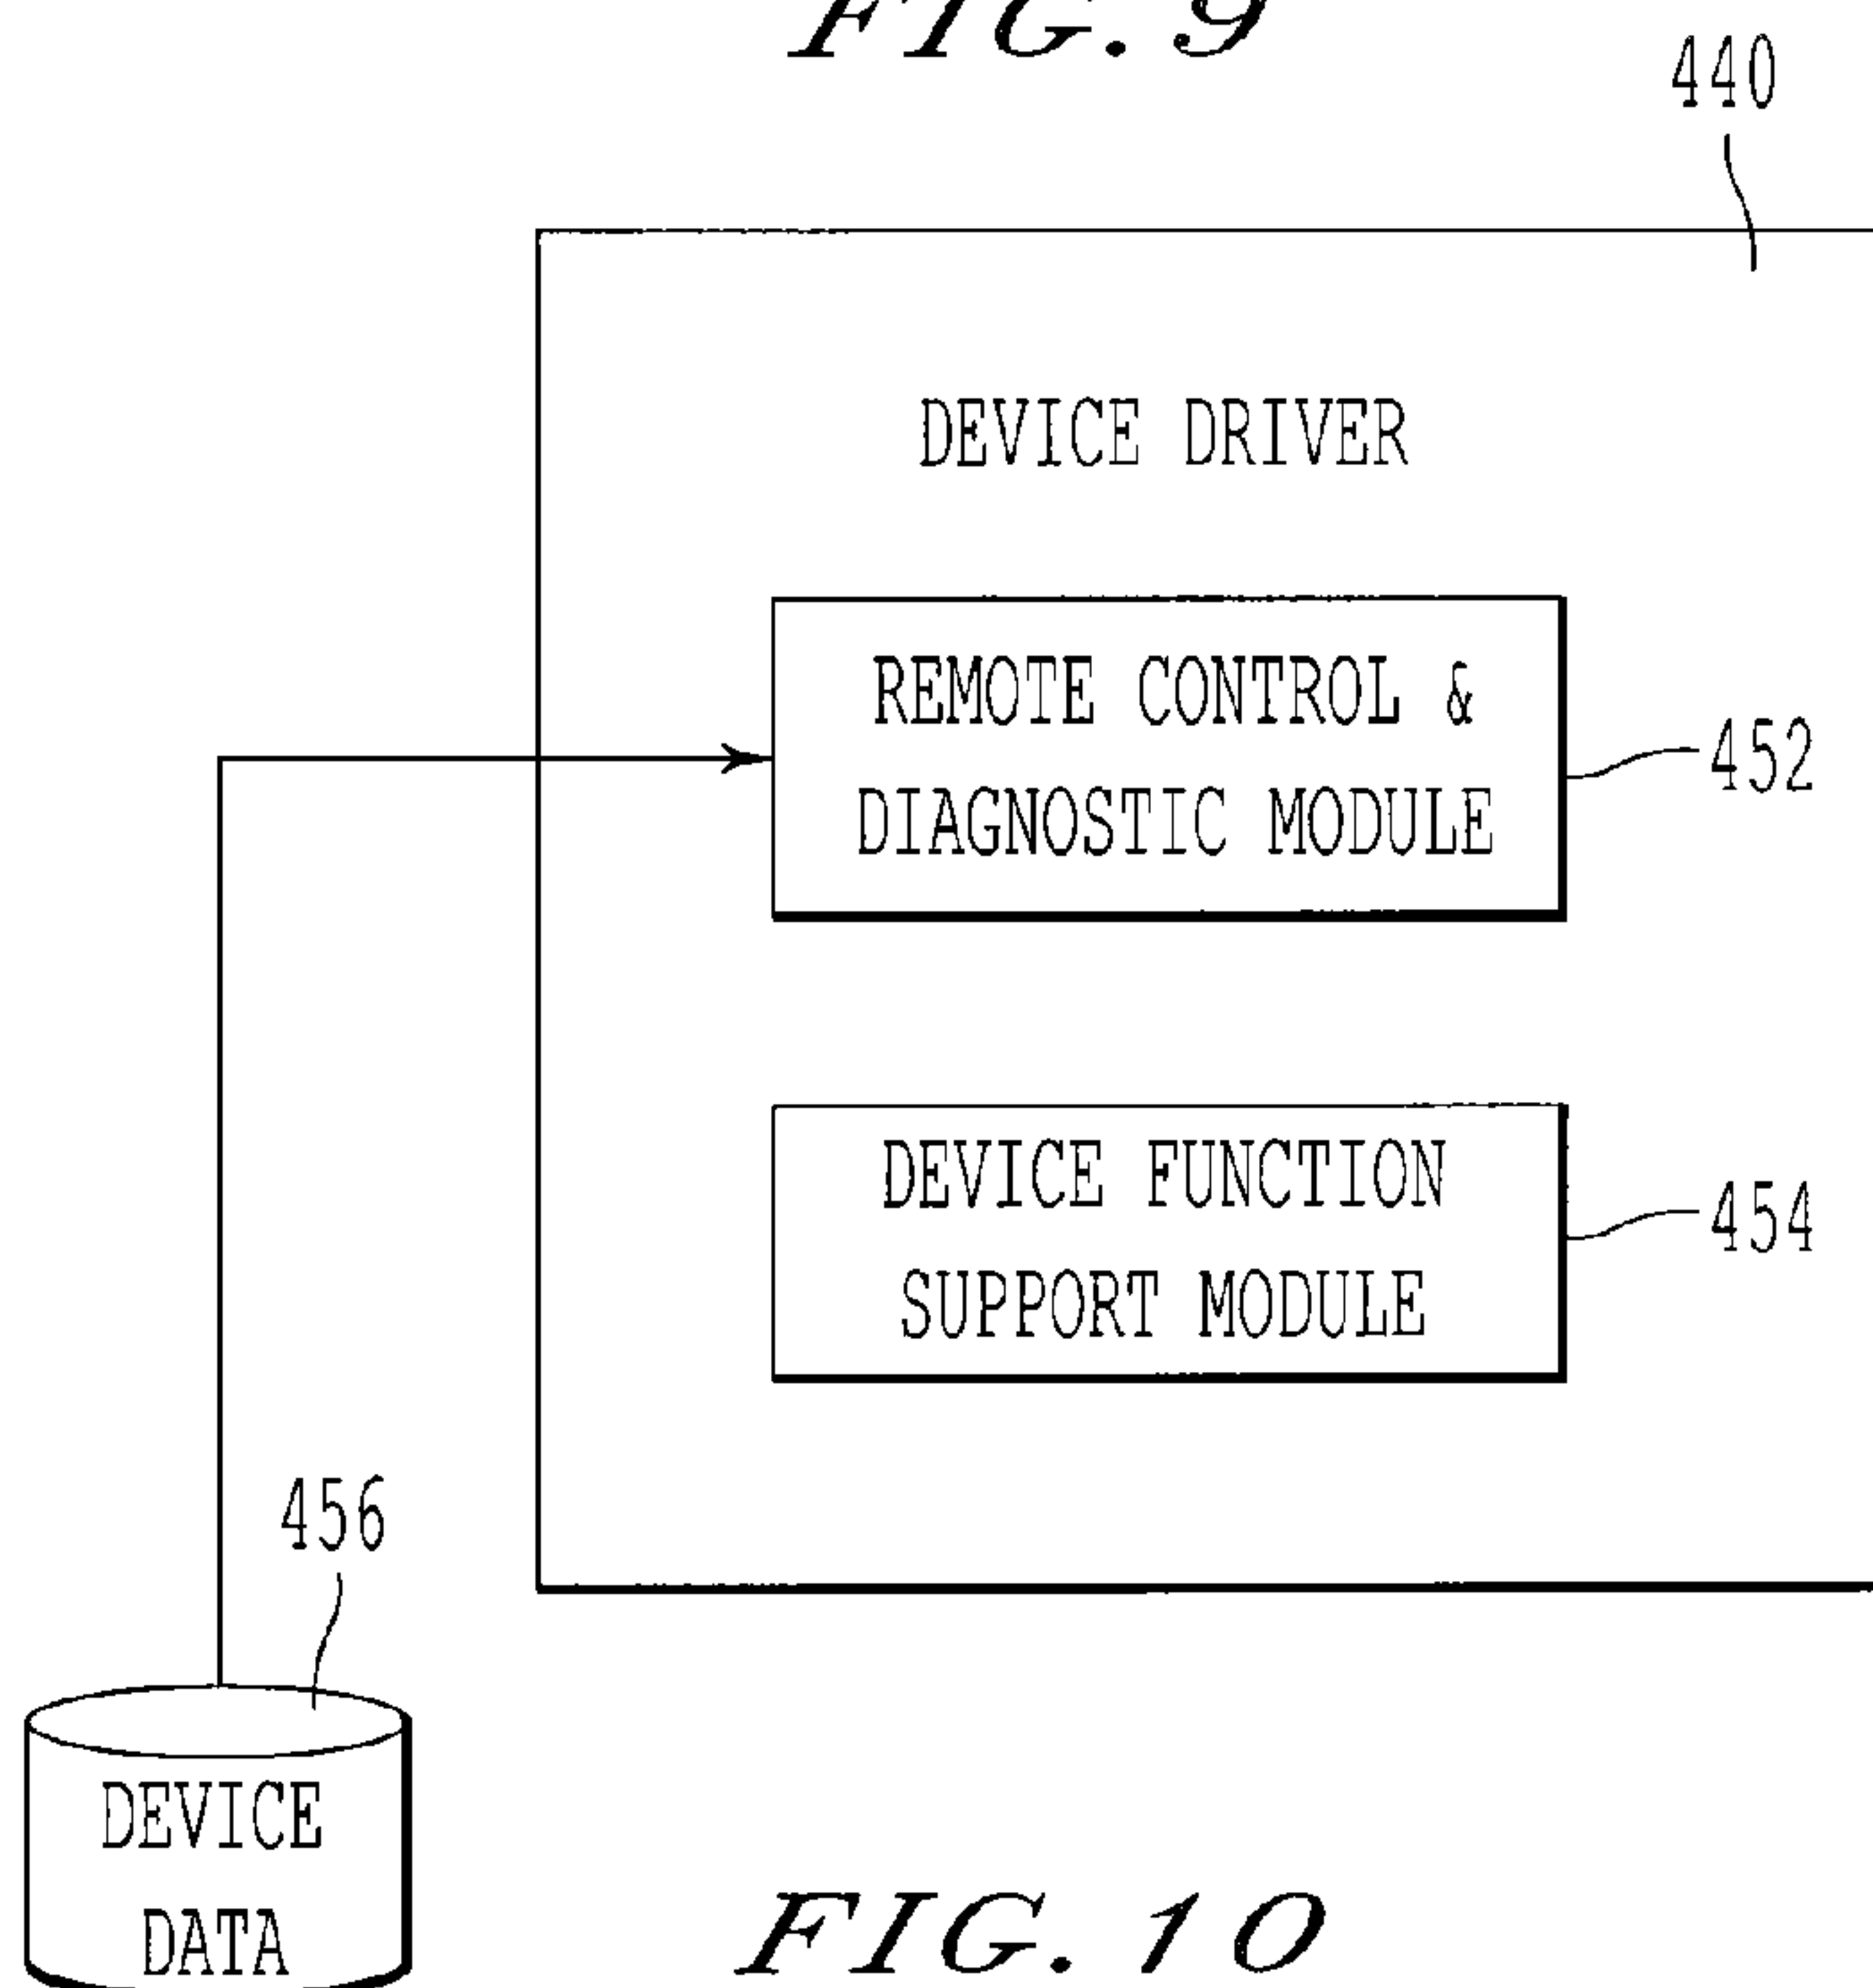 FIG. 9
440
DEVICE DRIVER
REMOTE CONTROL &
DIAGNOSTIC MODULE
452
DEVICE FUNCTION
SUPPORT MODULE
454
456
DEVICE
DATA
FIG. 10